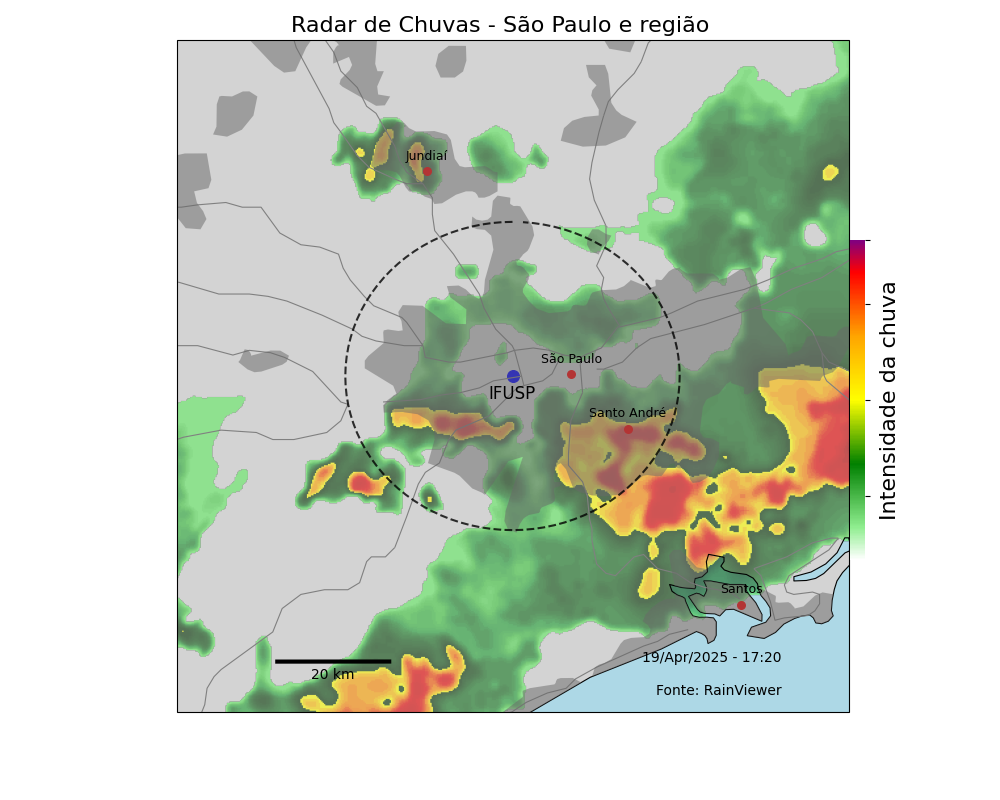 Radar de Chuvas - São Paulo e região
Jundiaí
São Paulo
IFUSP
Santo André
Intensidade da chuva
Santos
19/Apr/2025 - 17:20
20 km
Fonte: RainViewer